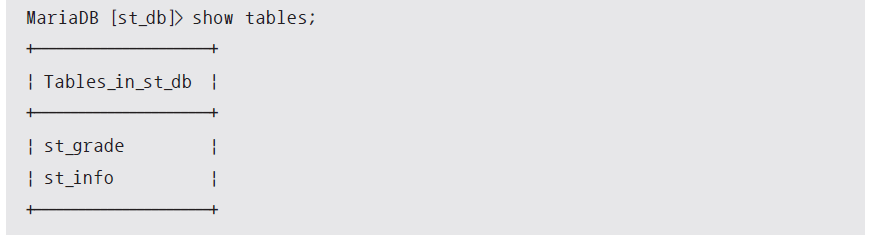 MariaDB [st_db]> show tables;
+------------------+
| Tables_in_st_db |
+------------------+
| st_grade |
| st_info |
+------------------+